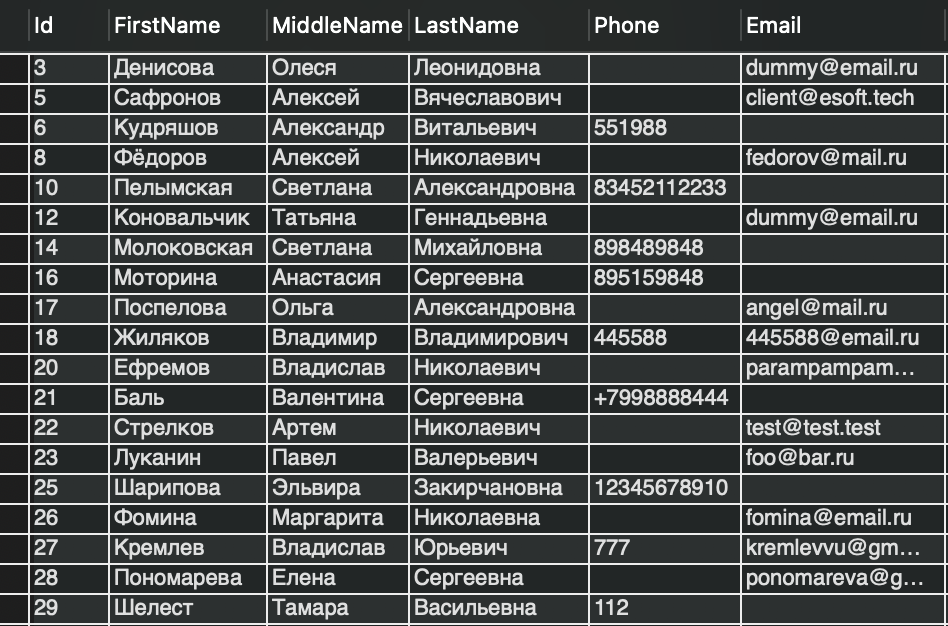 Id FirstName MiddleName LastName Phone Email
3 Денисова Олеся Леонидовна dummy@email.ru
5 Сафронов Алексей Вячеславович client@esoft.tech
6 Кудряшов Александр Витальевич 551988
8 Фёдоров Алексей Николаевич fedorov@mail.ru
10 Пелымская Светлана Александровна 83452112233
12 Коновальчик Татьяна Геннадьевна dummy@email.ru
14 Молоковская Светлана Михайловна 898489848
16 Моторина Анастасия Сергеевна 895159848
17 Поспелова Ольга Александровна angel@mail.ru
18 Жиляков Владимир Владимирович 445588 445588@email.ru
20 Ефремов Владислав Николаевич parampampam...
21 Баль Валентина Сергеевна +7998888444
22 Стрелков Артем Николаевич test@test.test
23 Луканин Павел Валерьевич foo@bar.ru
25 Шарипова Эльвира Закирчановна 12345678910
26 Фомина Маргарита Николаевна fomina@email.ru
27 Кремлев Владислав Юрьевич 777 kremlevvu@gm...
28 Пономарева Елена Сергеевна ponomareva@g...
29 Шелест Тамара Васильевна 112